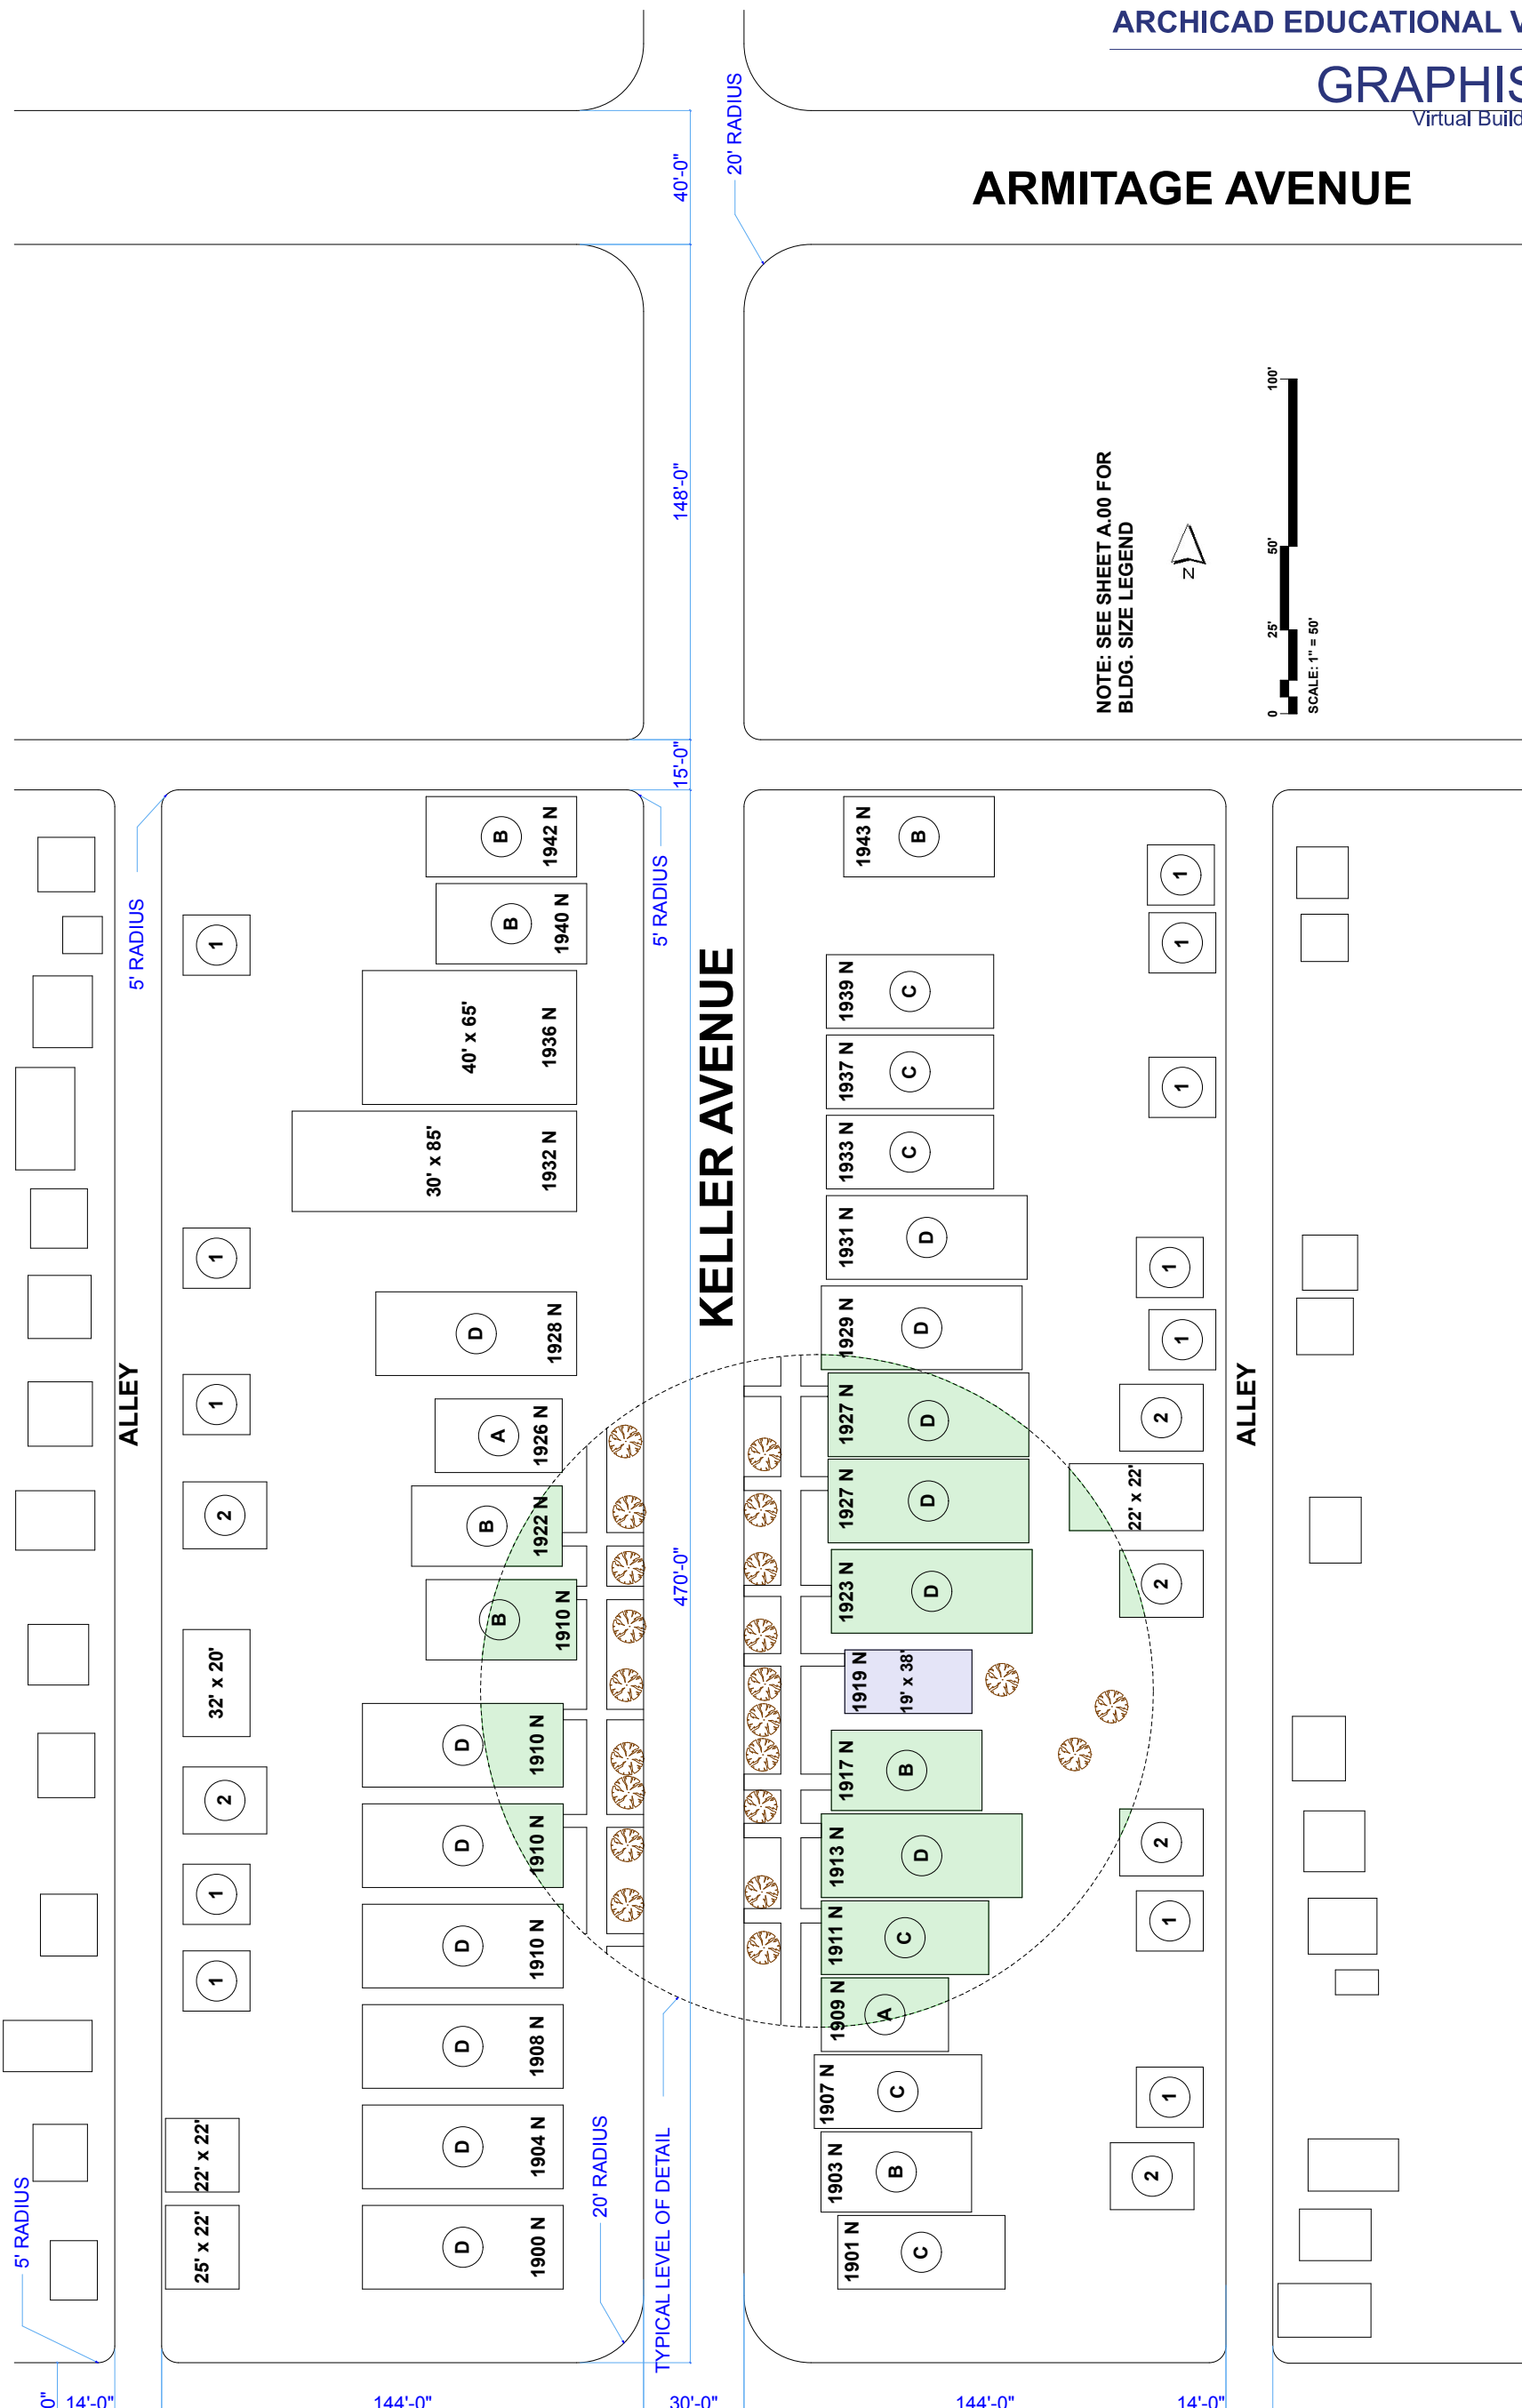 ARCHICAD EDUCATIONAL V
GRAPHIS
Virtual Build
ARMITAGE AVENUE
20' RADIUS
40'-0"
148'-0"
15'-0"
NOTE: SEE SHEET A.00 FOR
BLDG. SIZE LEGEND
N
0
25'
50'
100'
SCALE: 1" = 50'
5' RADIUS
5' RADIUS
KELLER AVENUE
ALLEY
ALLEY
470'-0"
1
1
1
2
32' x 20'
2
1
1
22' x 22'
25' x 22'
B
1942 N
B
1940 N
40' x 65'
1936 N
30' x 85'
1932 N
D
1928 N
A
1926 N
B
1922 N
B
1910 N
D
1910 N
D
1910 N
D
1910 N
D
1908 N
D
1904 N
D
1900 N
1943 N
B
1939 N
C
1937 N
C
1933 N
C
1931 N
D
1929 N
D
1927 N
D
1927 N
D
1923 N
D
1919 N
19' x 38'
1917 N
B
1913 N
D
1911 N
C
1909 N
A
1907 N
C
1903 N
B
1901 N
C
1
1
1
1
1
2
22' x 22'
2
2
1
1
2
20' RADIUS
TYPICAL LEVEL OF DETAIL
5' RADIUS
0"
14'-0"
144'-0"
30'-0"
144'-0"
14'-0"